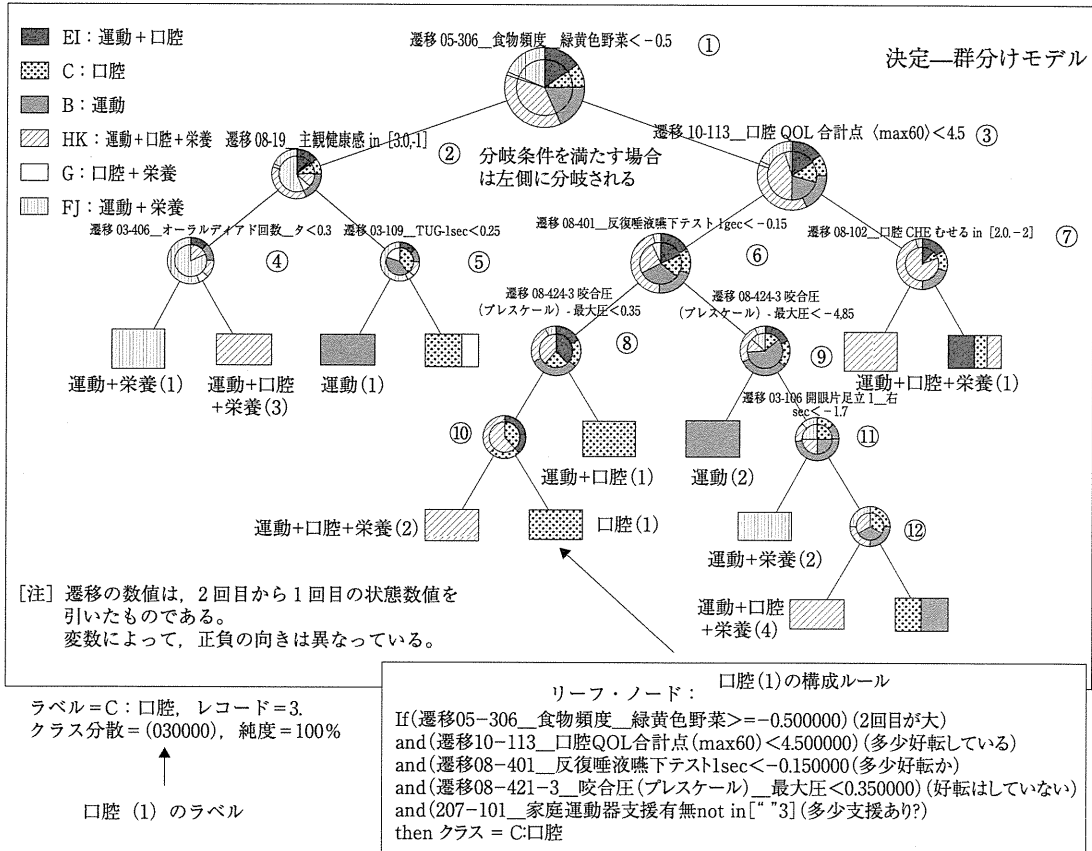 決定―群分けモデル
EI：運動＋口腔
C：口腔
B：運動
HK：運動＋口腔＋栄養
G：口腔＋栄養
FJ：運動＋栄養
遷移 05-306__食物頻度__緑黄色野菜＜－0.5 ①
遷移 08-19__主観健康感 in [3.0,-1] ②
分岐条件を満たす場合
は左側に分岐される
遷移 10-113__口腔 QOL 合計点〈max60〉＜4.5 ③
遷移 03-406__オーラルディアド回数__タ＜0.3 ④
遷移 03-109__TUG-1sec＜0.25 ⑤
遷移 08-401__反復唾液嚥下テスト 1gec＜－0.15 ⑥
遷移 08-102__口腔 CHE むせる in [2.0.－2] ⑦
遷移 08-424-3 咬合圧
(プレスケール) - 最大圧＜0.35 ⑧
遷移 08-424-3 咬合圧
(プレスケール) - 最大圧＜－4.85 ⑨
運動＋栄養(1)
運動＋口腔
＋栄養(3)
運動(1)
運動＋口腔＋栄養(1)
⑩
運動＋口腔(1)
運動(2)
遷移 03-106 開眼片足立 1__右
sec＜－1.7 ⑪
運動＋口腔＋栄養(2)
口腔(1)
運動＋栄養(2)
⑫
運動＋口腔
＋栄養(4)
[注] 遷移の数値は，2 回目から 1 回目の状態数値を
引いたものである。
変数によって，正負の向きは異なっている。
ラベル＝C：口腔，レコード＝3.
クラス分散＝(030000)，純度＝100％
口腔 (1) のラベル
リーフ・ノード： 口腔(1)の構成ルール
If(遷移05-306__食物頻度__緑黄色野菜＞=-0.500000)(2回目が大)
and(遷移10-113__口腔QOL合計点(max60)＜4.500000)(多少好転している)
and(遷移08-401__反復唾液嚥下テスト1sec＜-0.150000(多少好転か)
and(遷移08-421-3__咬合圧(プレスケール)__最大圧＜0.350000)(好転はしていない)
and(207-101__家庭運動器支援有無not in[“ ”3](多少支援あり?)
then クラス = C:口腔